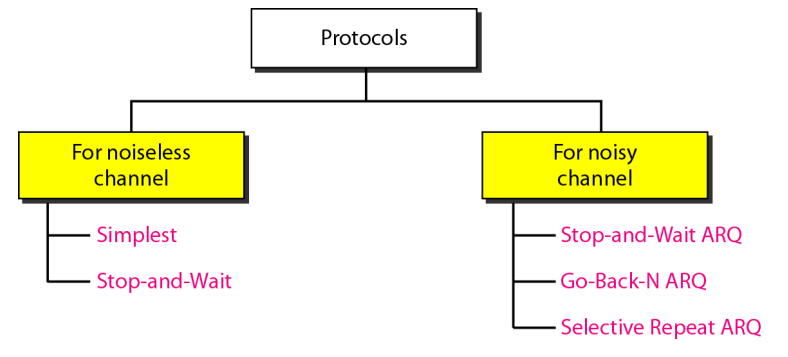 Protocols
For noiseless
channel
For noisy
channel
Simplest
Stop-and-Wait
Stop-and-Wait ARQ
Go-Back-N ARQ
Selective Repeat ARQ